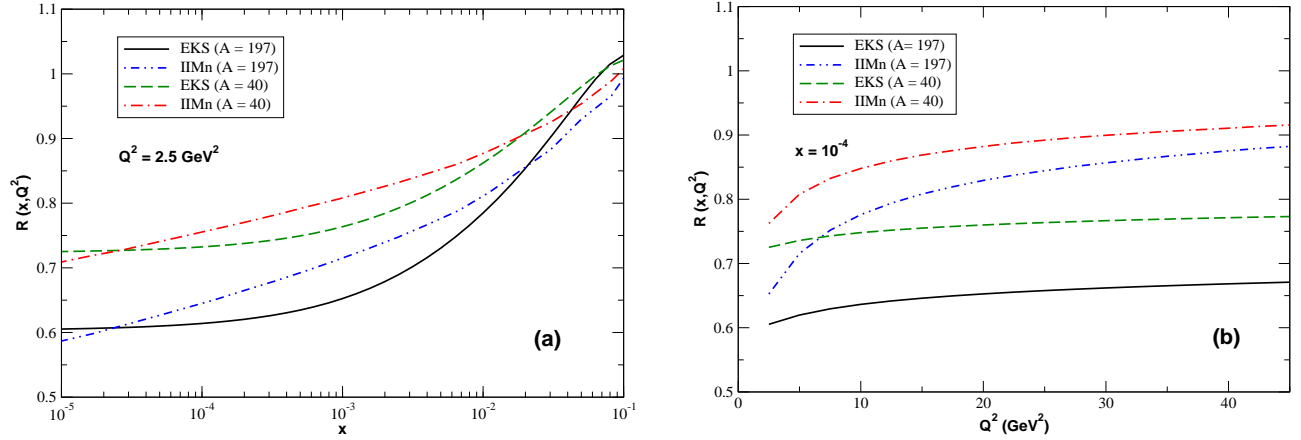 1.1
1
0.9
0.8
0.7
0.6
0.5
R (x,Q²)
EKS (A = 197)
IIMn (A = 197)
EKS (A = 40)
IIMn (A = 40)
Q² = 2.5 GeV²
(a)
10⁻⁵ 10⁻⁴ 10⁻³ 10⁻² 10⁻¹
x
1.1
1
0.9
0.8
0.7
0.6
0.5
R (x,Q²)
EKS (A= 197)
IIMn (A = 197)
EKS (A = 40)
IIMn (A = 40)
x = 10⁻⁴
(b)
0 10 20 30 40
Q² (GeV²)